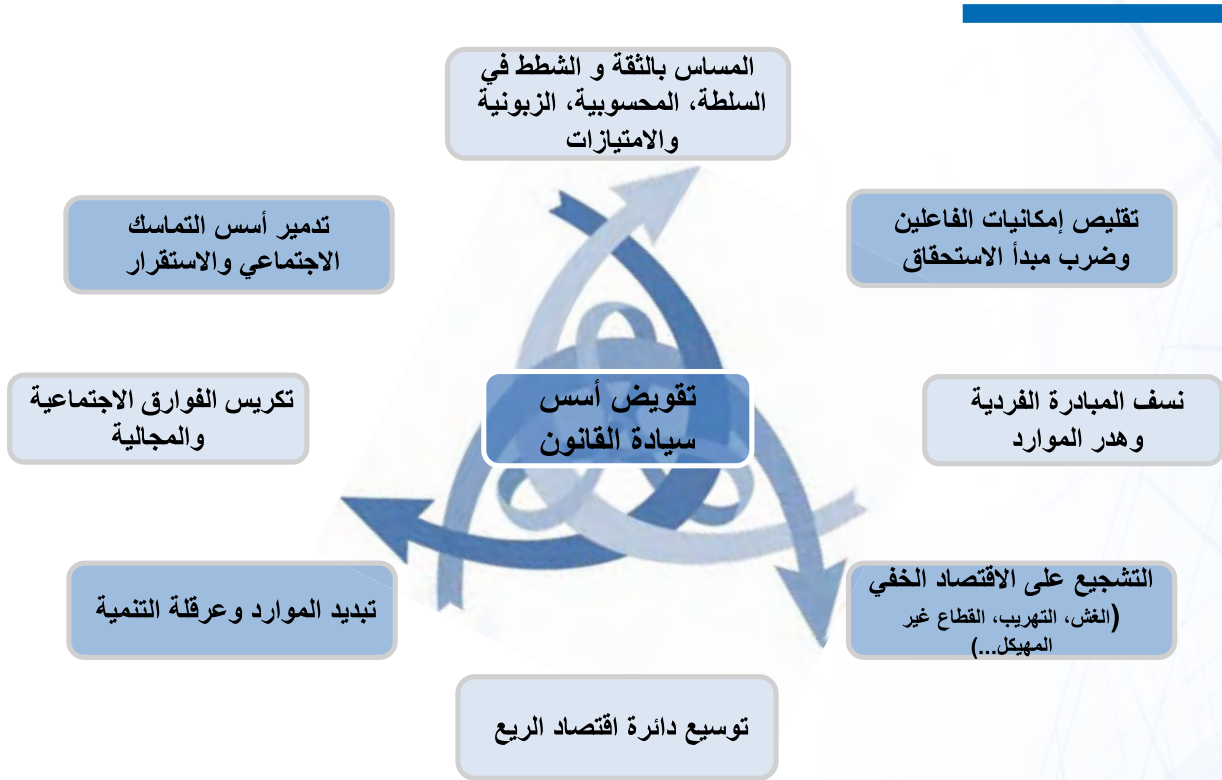 المساس بالثقة و الشطط في
السلطة، المحسوبية، الزبونية
والامتيازات
تقليص إمكانيات الفاعلين
وضرب مبدأ الاستحقاق
تدمير أسس التماسك
الاجتماعي والاستقرار
نسف المبادرة الفردية
وهدر الموارد
تقويض أسس
سيادة القانون
تكريس الفوارق الاجتماعية
والمجالية
التشجيع على الاقتصاد الخفي
(الغش، التهريب، القطاع غير
المهيكل...)
تبديد الموارد وعرقلة التنمية
توسيع دائرة اقتصاد الريع